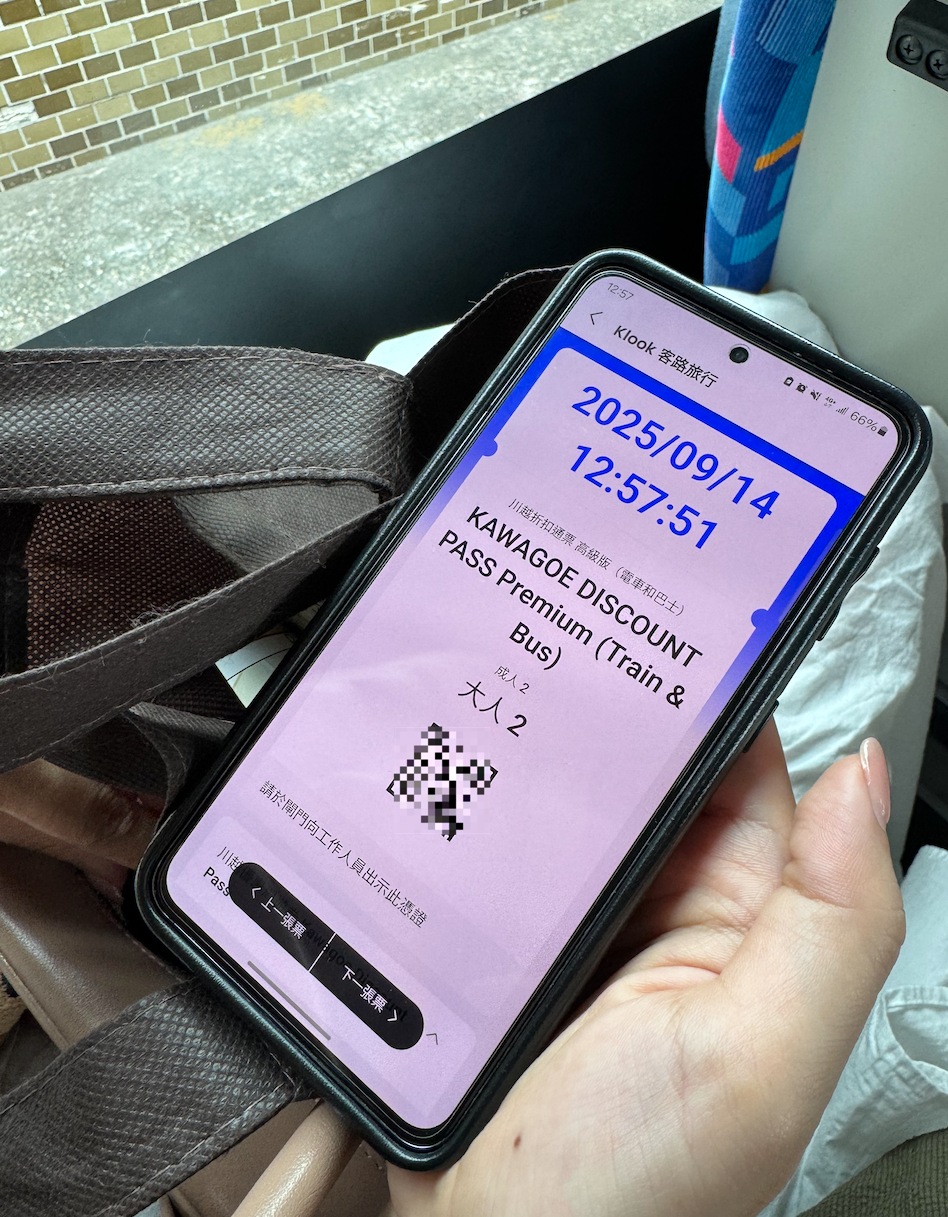 12:57
4G+
66%
Klook 客路旅行
2025/09/14
12:57:51
川越折扣通票 高級版（電車和巴士）
KAWAGOE DISCOUNT
PASS Premium (Train &
Bus)
成人 2
大人 2
請於閘門向工作人員出示此憑證
川越
Pass
上一張票
下一張票